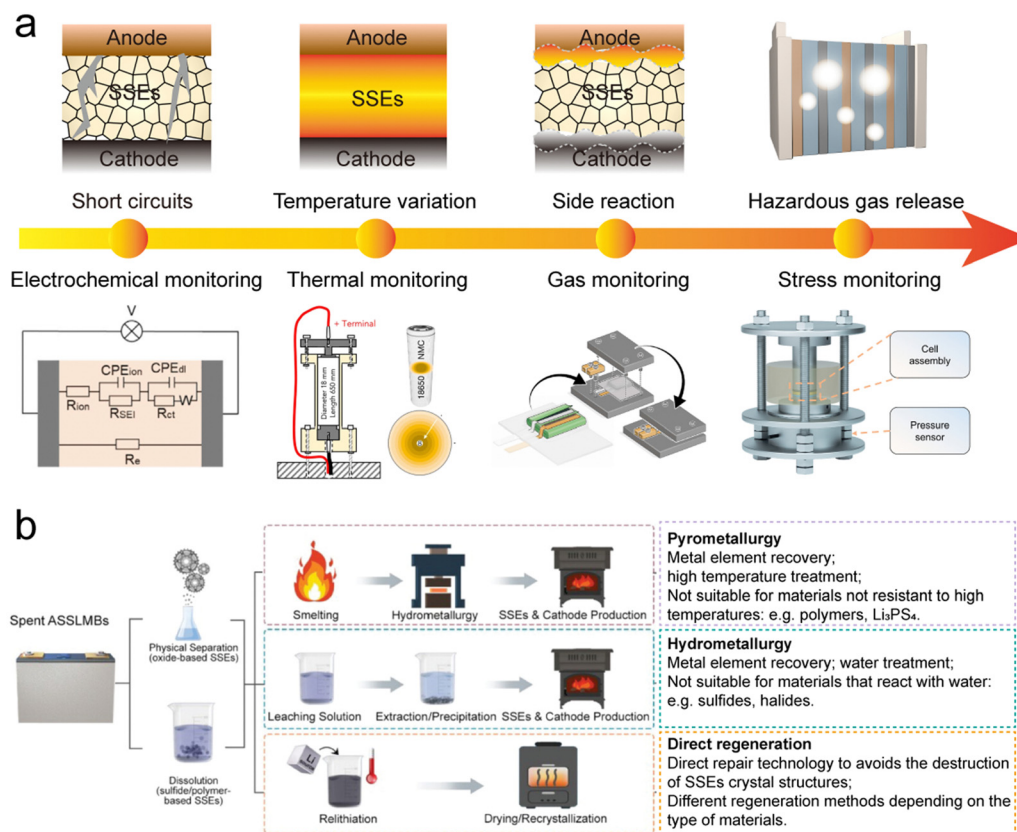 a
Anode
SSEs
Cathode
Anode
SSEs
Cathode
Anode
SSEs
Cathode
Short circuits
Temperature variation
Side reaction
Hazardous gas release
Electrochemical monitoring
Thermal monitoring
Gas monitoring
Stress monitoring
V
CPEion
CPEdl
Rion
RSEI
Rct
W
Re
+ Terminal
Diameter 18 mm
Length 650 mm
18650 NMC
Cell
assembly
Pressure
sensor
b
Spent ASSLMBs
Physical Separation
(oxide-based SSEs)
Dissolution
(sulfide/polymer-
based SSEs)
Smelting
Hydrometallurgy
SSEs & Cathode Production
Pyrometallurgy
Metal element recovery;
high temperature treatment;
Not suitable for materials not resistant to high
temperatures: e.g. polymers, Li₃PS₄.
Leaching Solution
Extraction/Precipitation
SSEs & Cathode Production
Hydrometallurgy
Metal element recovery; water treatment;
Not suitable for materials that react with water:
e.g. sulfides, halides.
Li
Relithiation
Drying/Recrystallization
Direct regeneration
Direct repair technology to avoids the destruction
of SSEs crystal structures;
Different regeneration methods depending on the
type of materials.